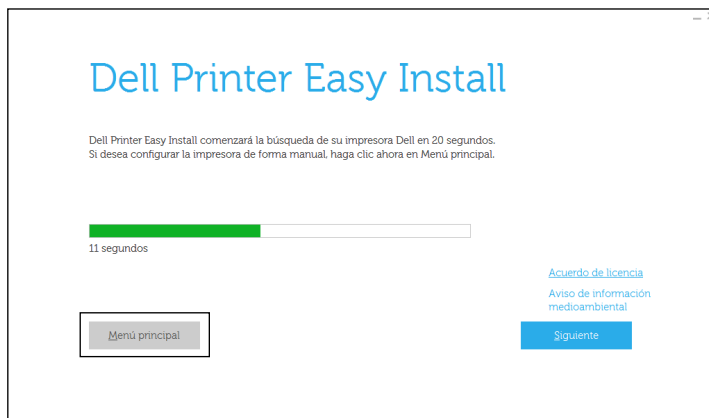 Dell Printer Easy Install
Dell Printer Easy Install comenzará la búsqueda de su impresora Dell en 20 segundos.
Si desea configurar la impresora de forma manual, haga clic ahora en Menú principal.
11 segundos
Acuerdo de licencia
Aviso de información
medioambiental
Menú principal
Siguiente